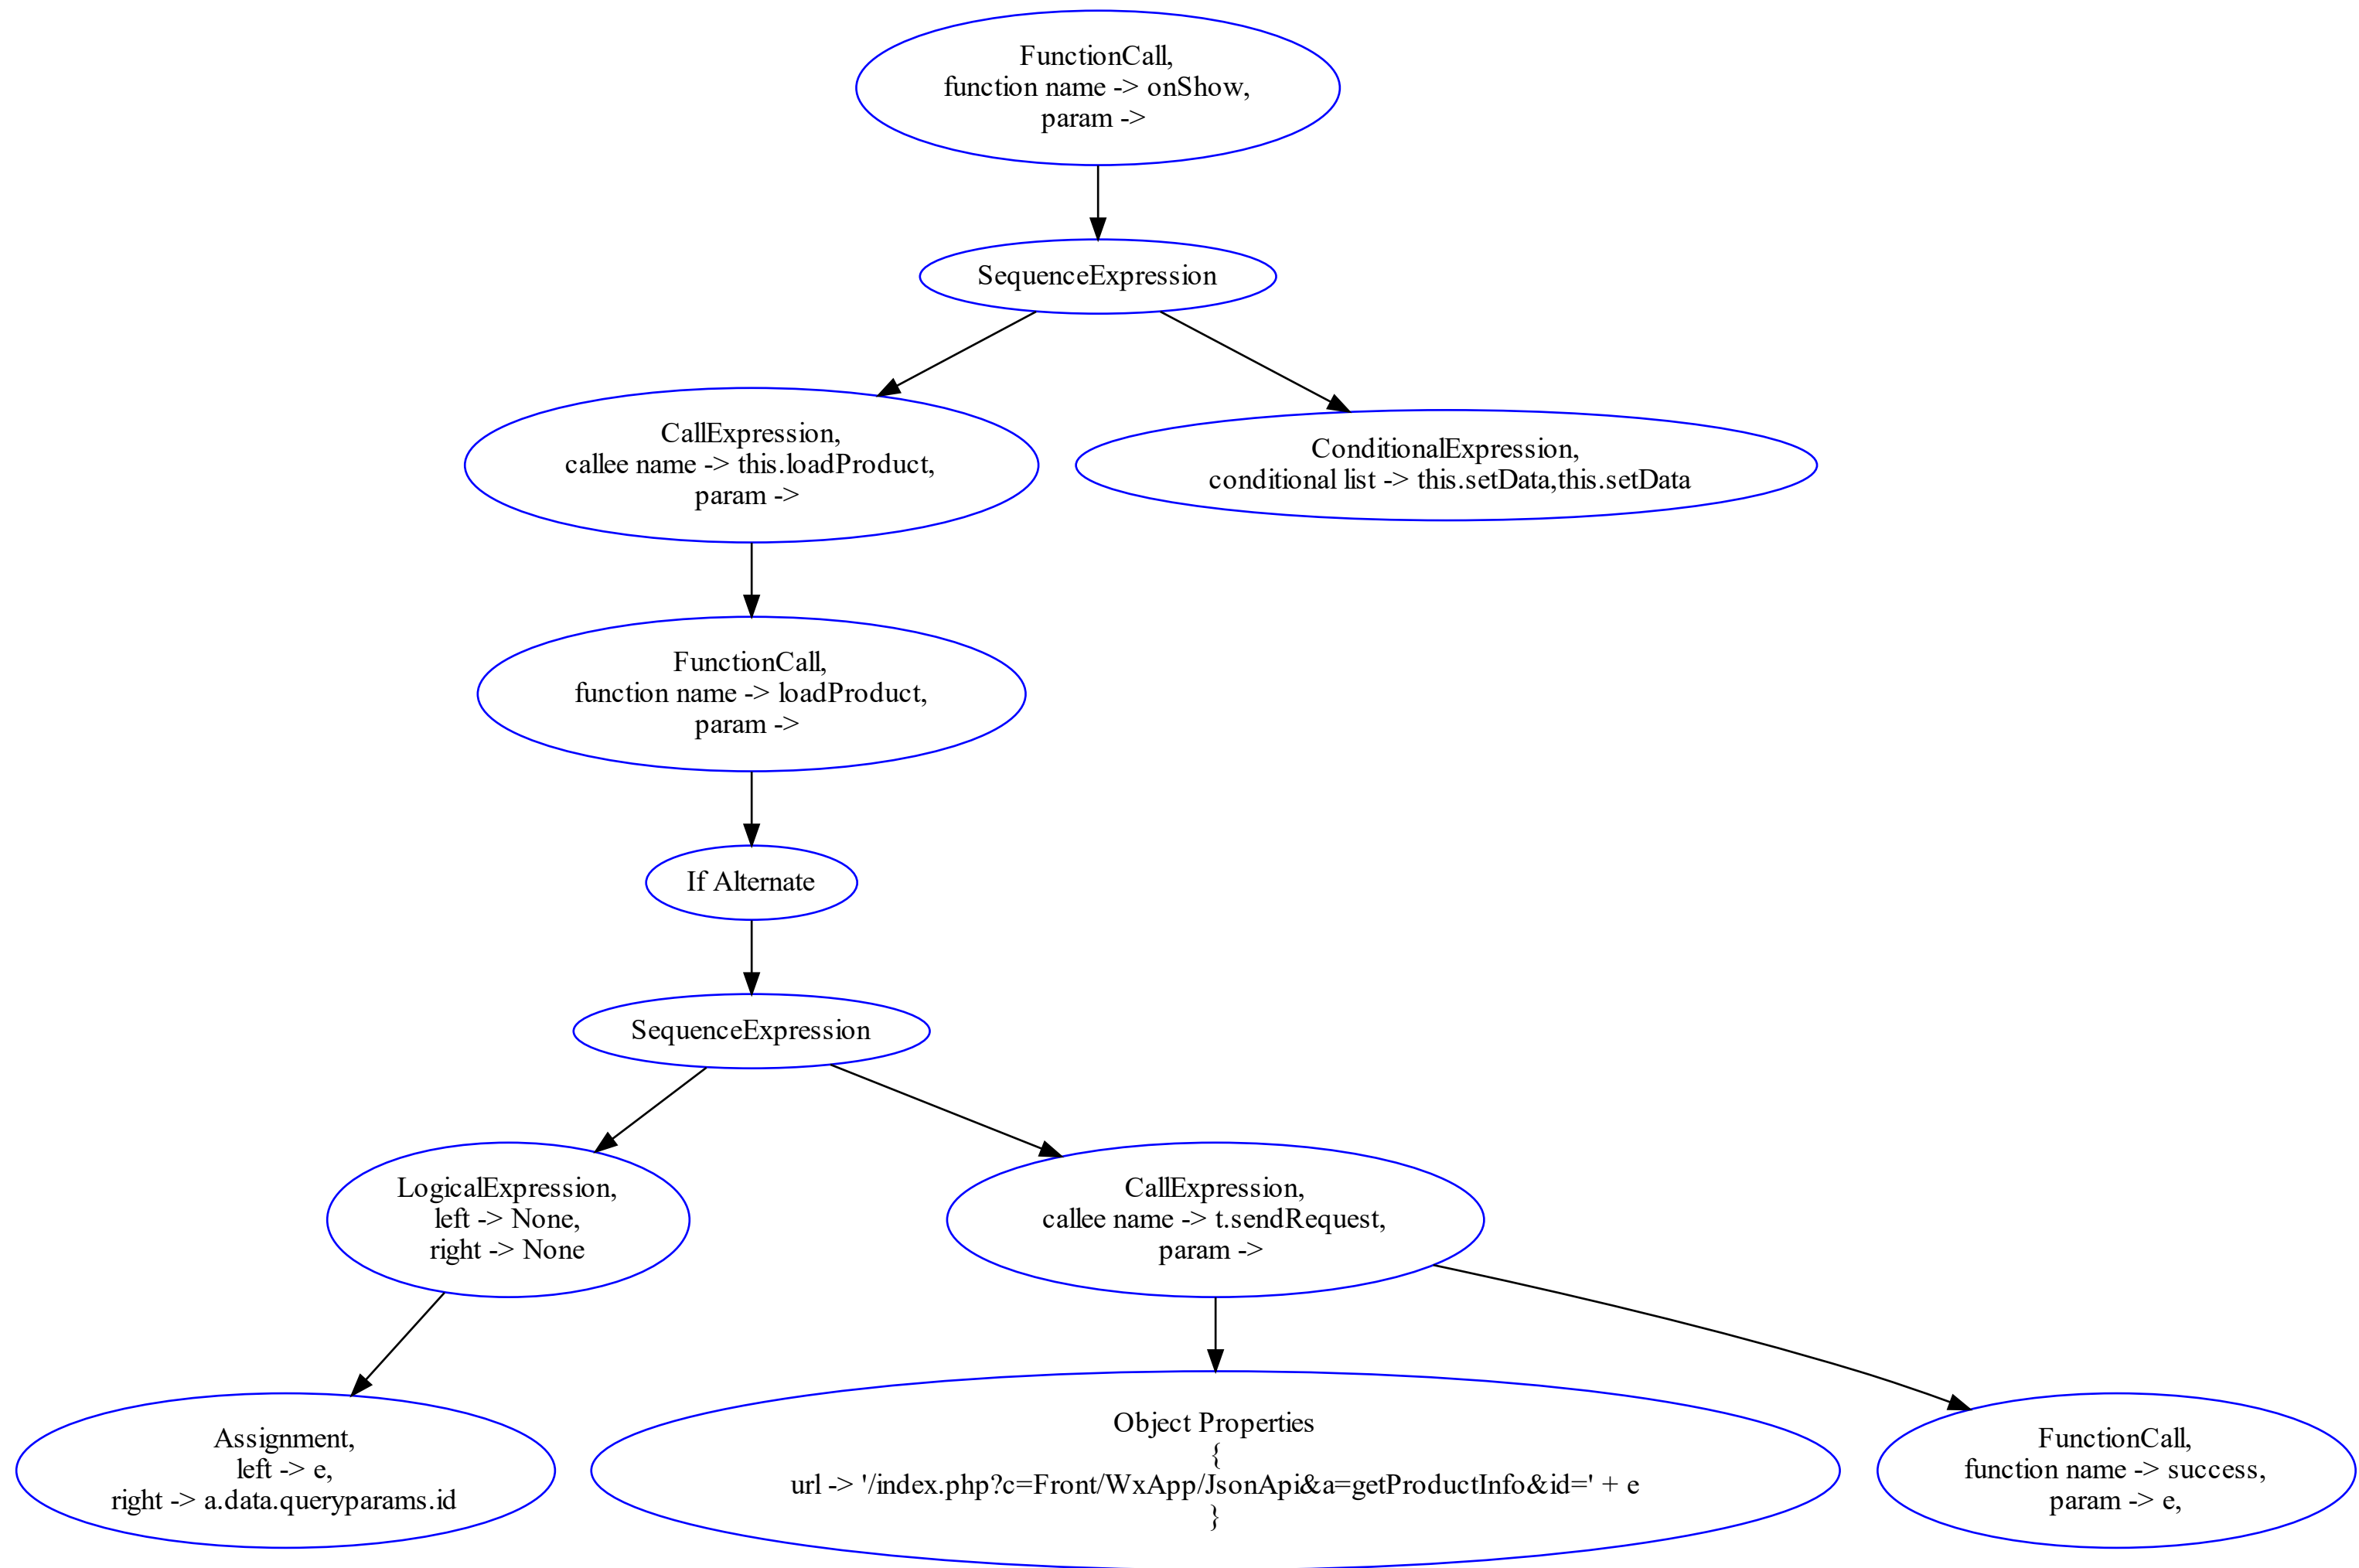 FunctionCall,
function name -> onShow,
param ->
SequenceExpression
CallExpression,
callee name -> this.loadProduct,
param ->
ConditionalExpression,
conditional list -> this.setData,this.setData
FunctionCall,
function name -> loadProduct,
param ->
If Alternate
SequenceExpression
LogicalExpression,
left -> None,
right -> None
CallExpression,
callee name -> t.sendRequest,
param ->
Assignment,
left -> e,
right -> a.data.queryparams.id
Object Properties
{
url -> '/index.php?c=Front/WxApp/JsonApi&a=getProductInfo&id=' + e
}
FunctionCall,
function name -> success,
param -> e,